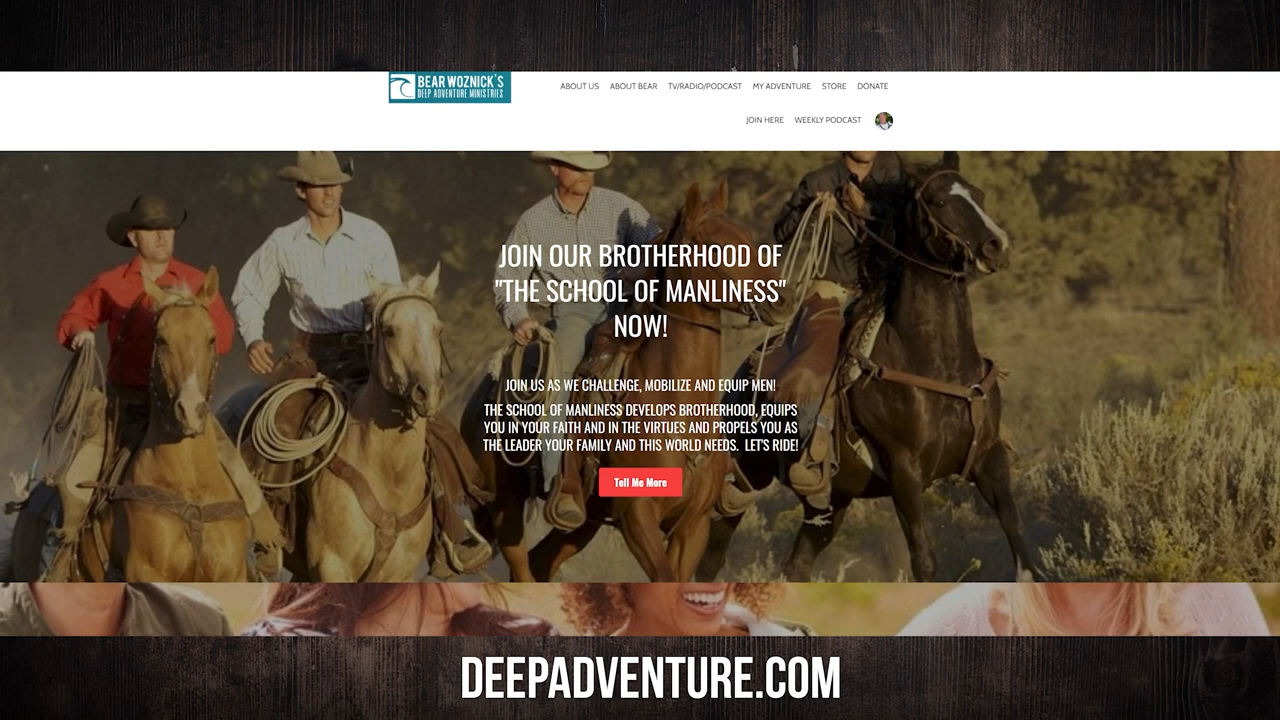 BEAR WOZNICK'S
DEEP ADVENTURE MINISTRIES
ABOUT US ABOUT BEAR TV/RADIO/PODCAST MY ADVENTURE STORE DONATE
JOIN HERE WEEKLY PODCAST
JOIN OUR BROTHERHOOD OF
"THE SCHOOL OF MANLINESS"
NOW!
JOIN US AS WE CHALLENGE, MOBILIZE AND EQUIP MEN!
THE SCHOOL OF MANLINESS DEVELOPS BROTHERHOOD, EQUIPS
YOU IN YOUR FAITH AND IN THE VIRTUES AND PROPELS YOU AS
THE LEADER YOUR FAMILY AND THIS WORLD NEEDS. LET'S RIDE!
Tell Me More
DEEPADVENTURE.COM